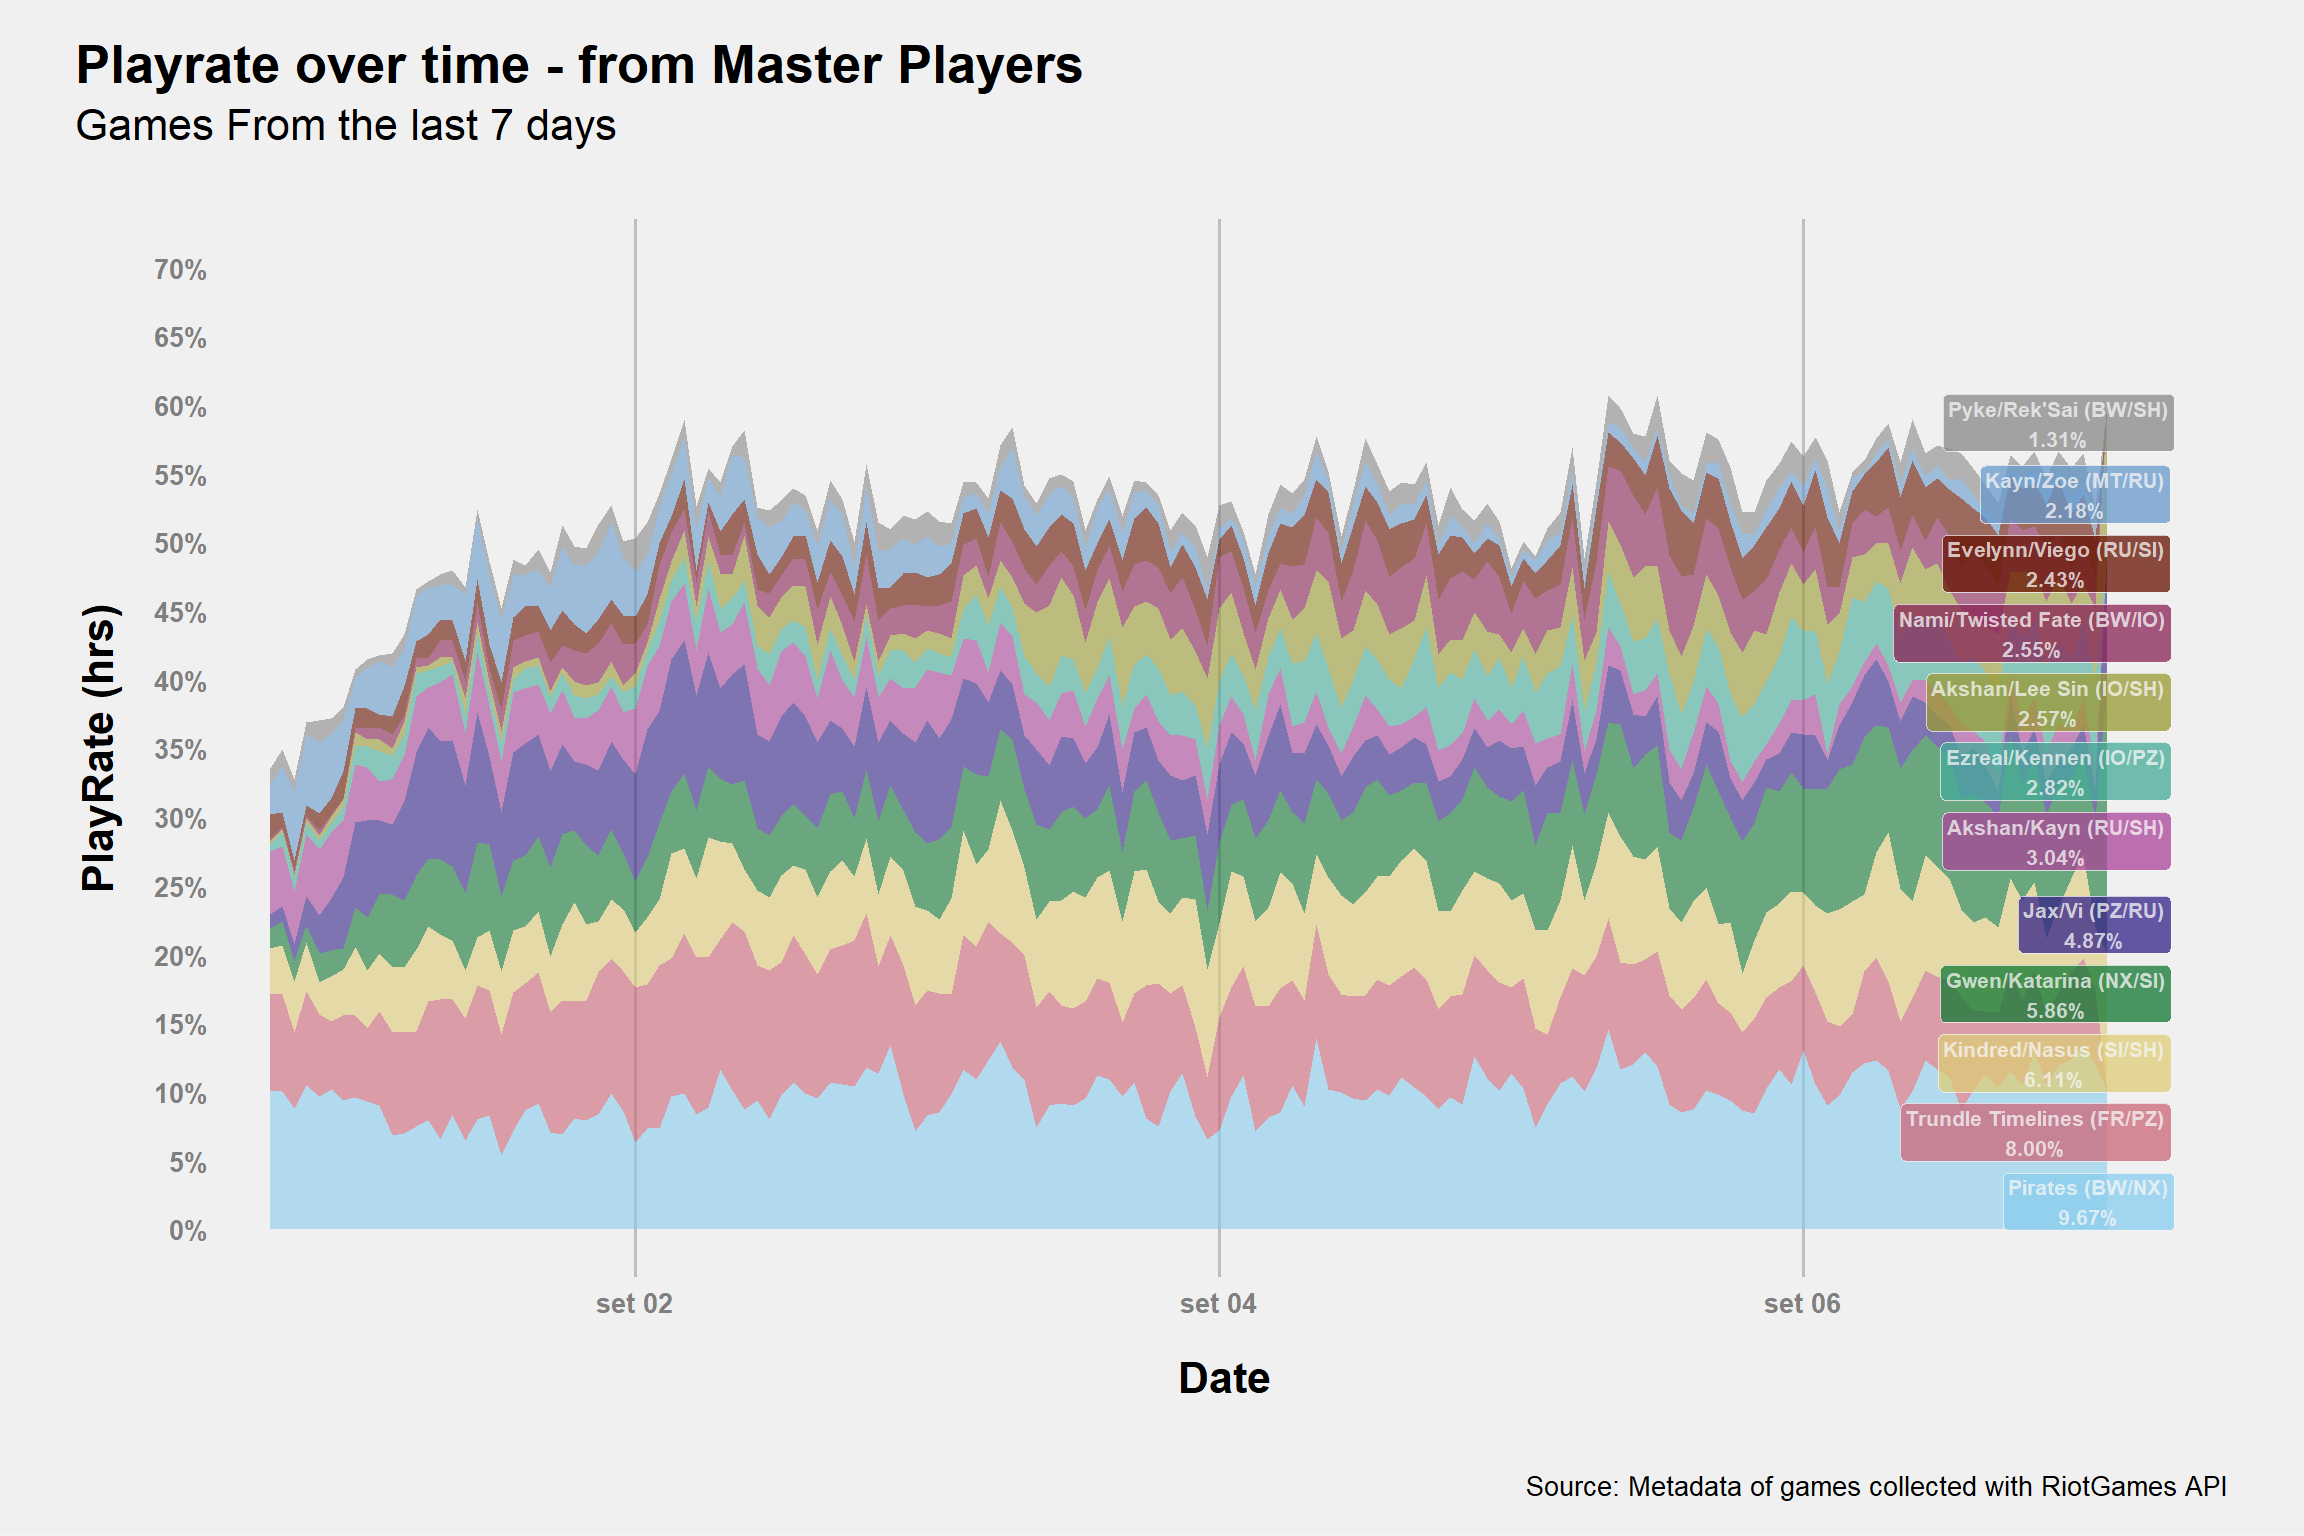 Playrate over time - from Master Players
Games From the last 7 days
PlayRate (hrs)
70%
65%
60%
55%
50%
45%
40%
35%
30%
25%
20%
15%
10%
5%
0%
Pyke/Rek'Sai (BW/SH)
1.31%
Kayn/Zoe (MT/RU)
2.18%
Evelynn/Viego (RU/SI)
2.43%
Nami/Twisted Fate (BW/IO)
2.55%
Akshan/Lee Sin (IO/SH)
2.57%
Ezreal/Kennen (IO/PZ)
2.82%
Akshan/Kayn (RU/SH)
3.04%
Jax/Vi (PZ/RU)
4.87%
Gwen/Katarina (NX/SI)
5.86%
Kindred/Nasus (SI/SH)
6.11%
Trundle Timelines (FR/PZ)
8.00%
Pirates (BW/NX)
9.67%
set 02
set 04
set 06
Date
Source: Metadata of games collected with RiotGames API